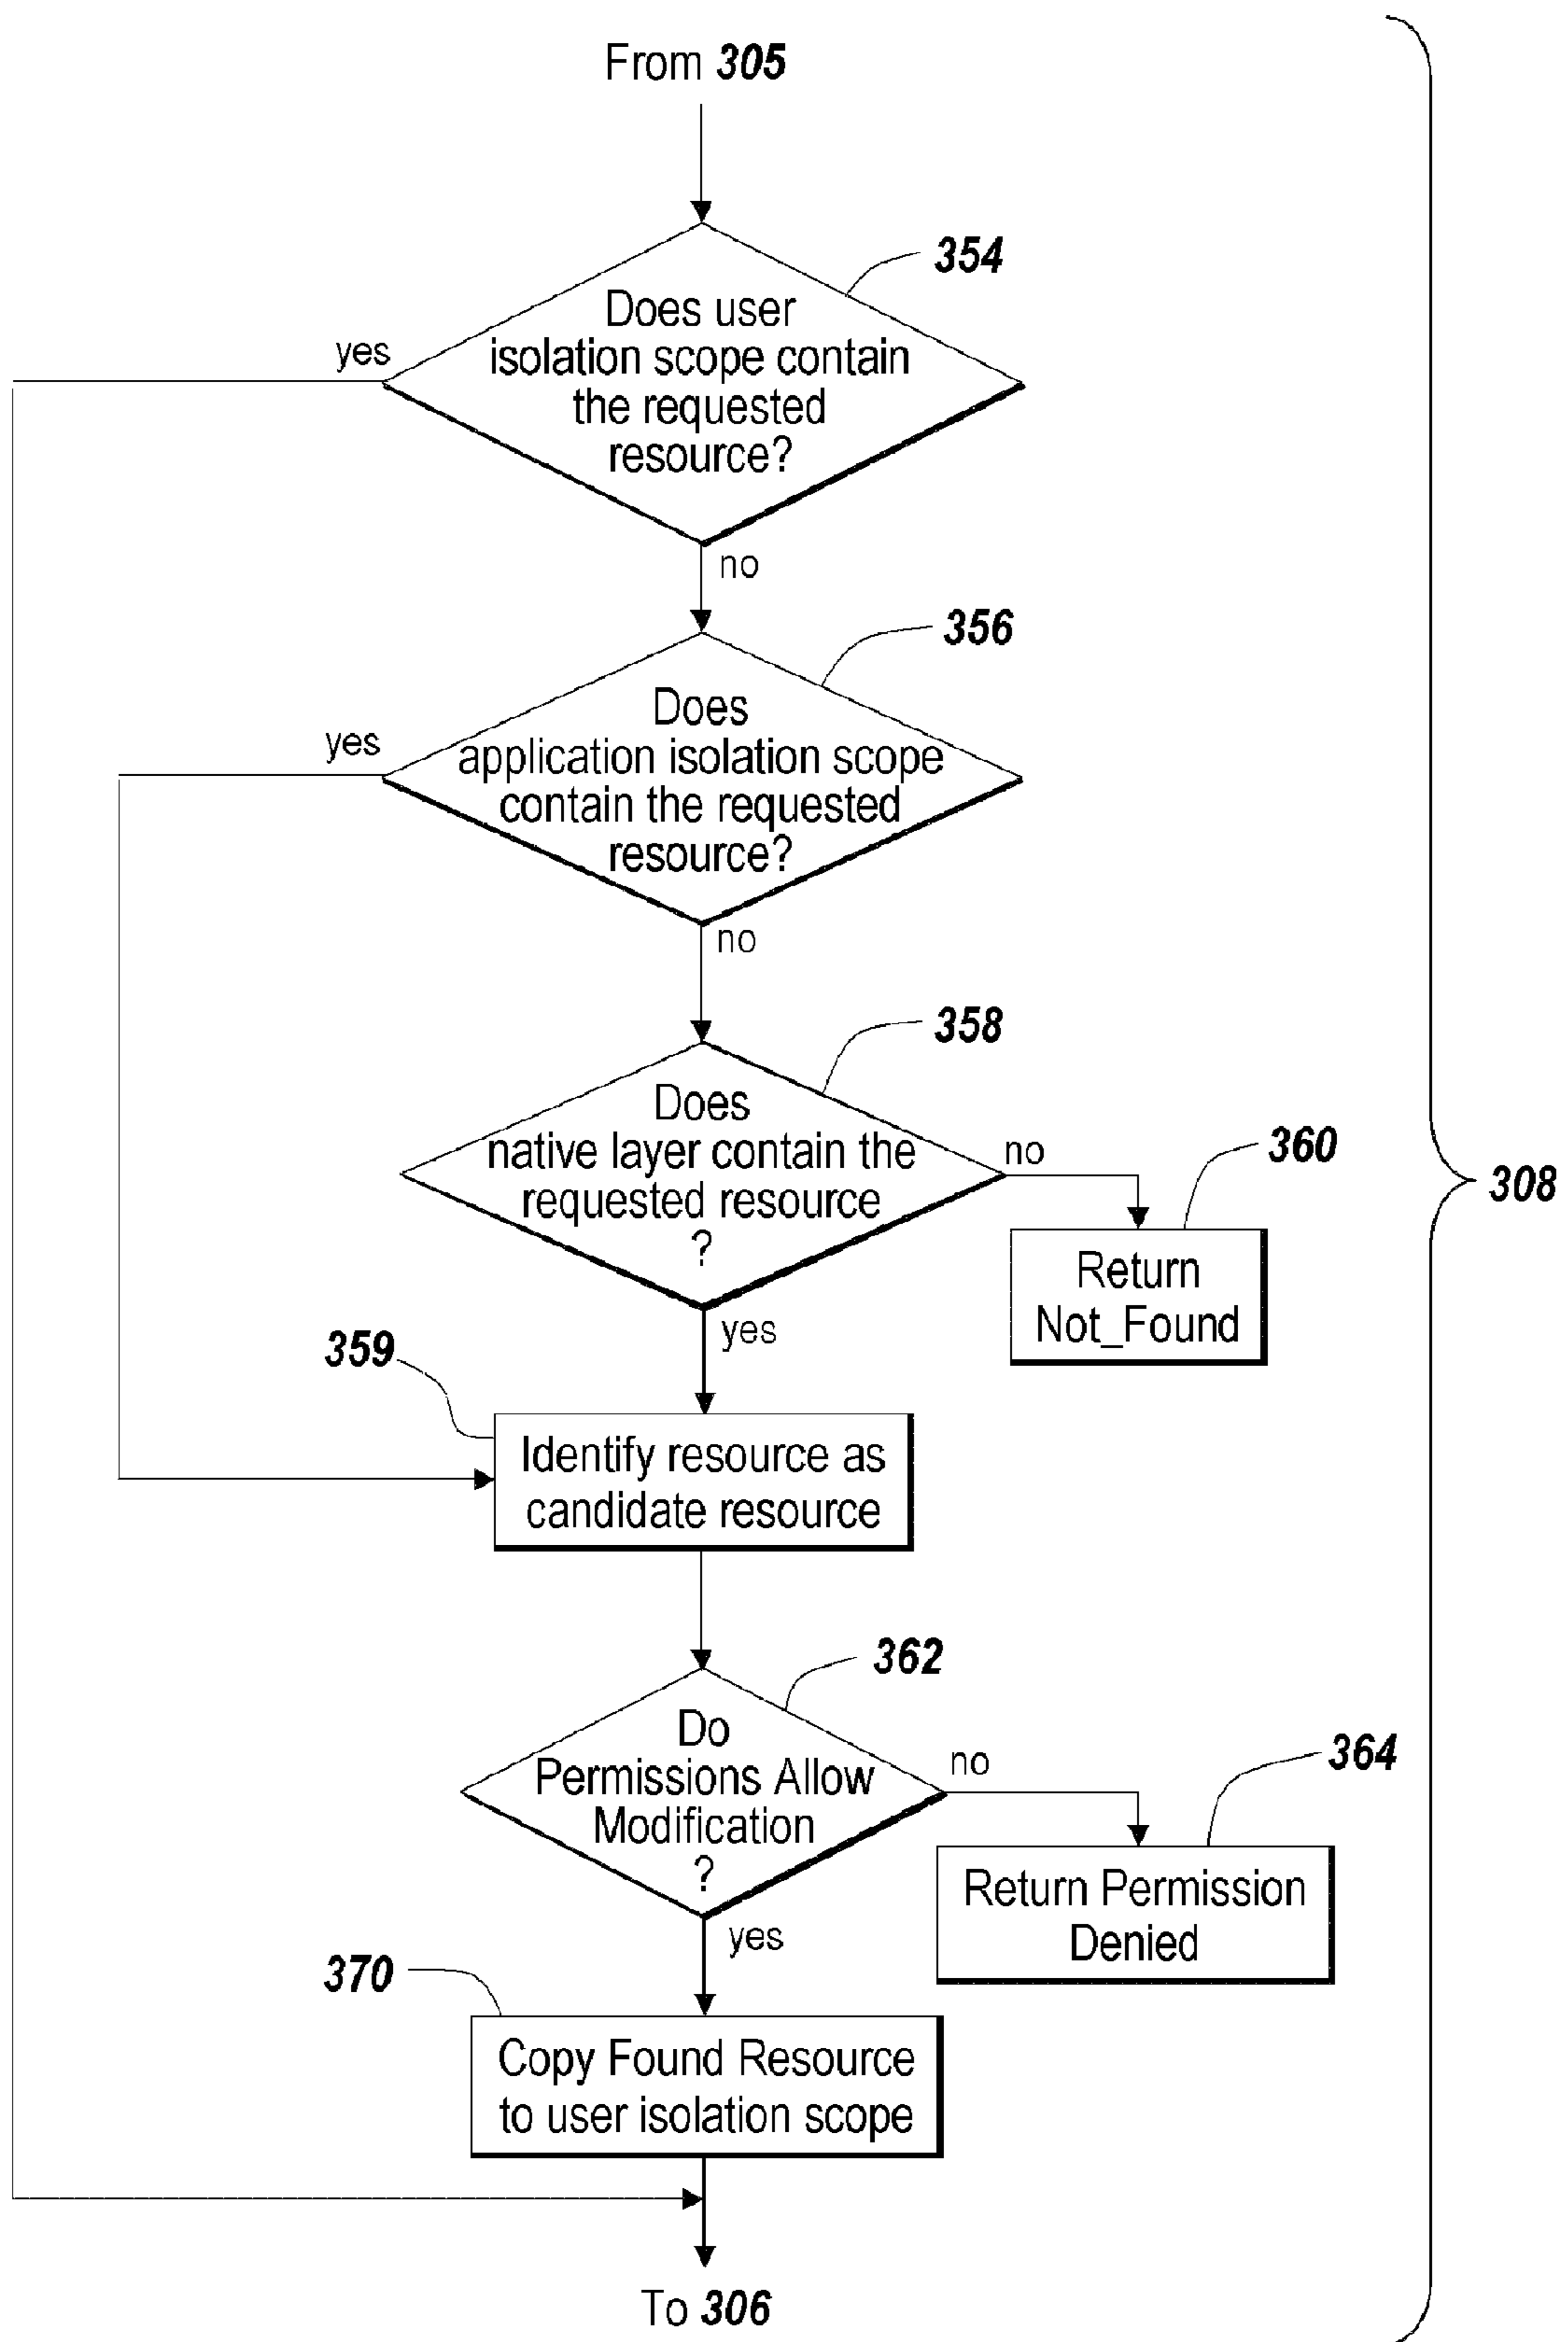 From 305
354
Does user
yes
isolation scope contain
the requested
resource?
no
356
Does
yes
application isolation scope
contain the requested
resource?
no
358
Does
native layer contain the
no
360
requested resource
308
?
Return
Not_Found
yes
359
Identify resource as
candidate resource
362
Do
Permissions Allow
no
364
Modification
?
Return Permission
Denied
yes
370
Copy Found Resource
to user isolation scope
To 306